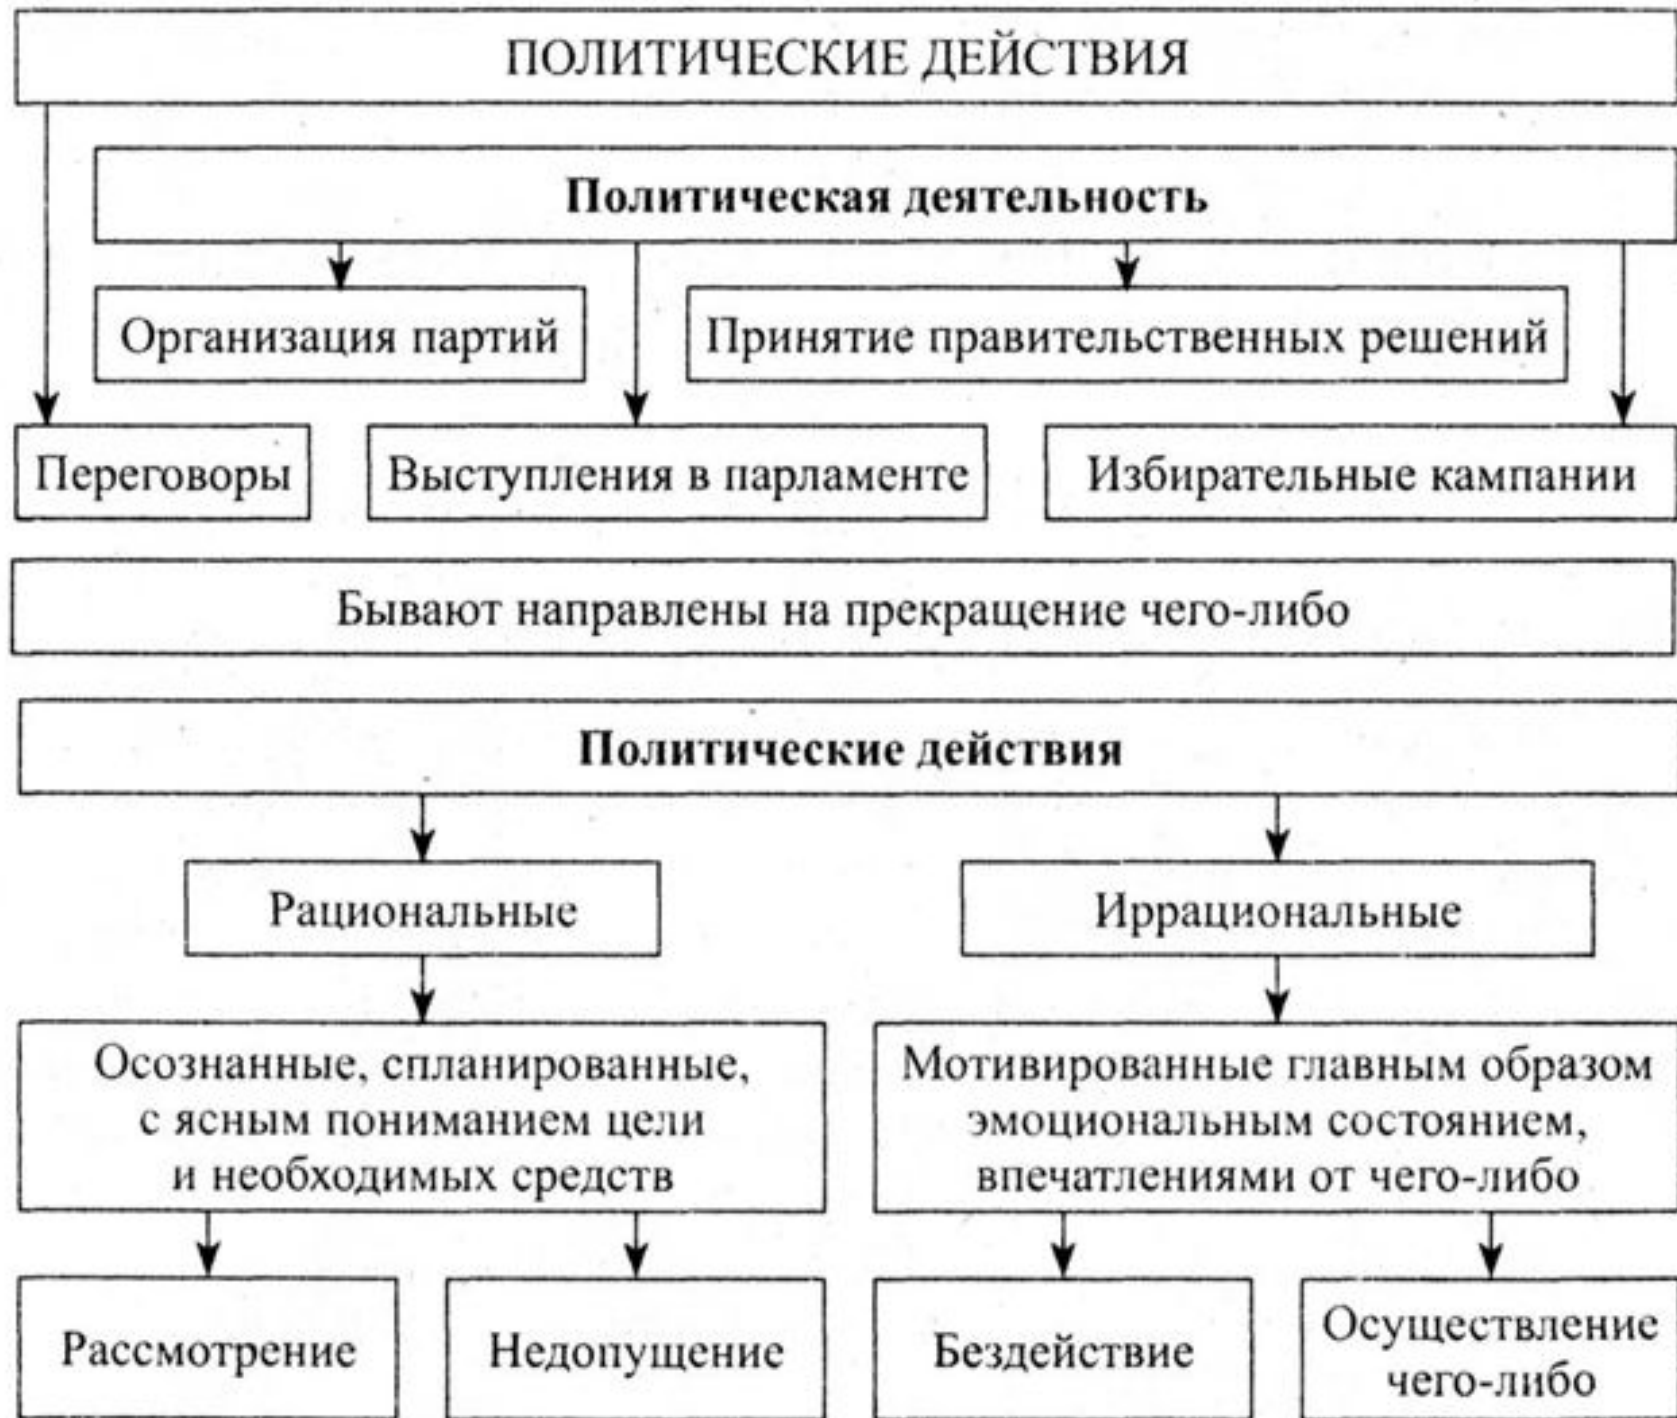 ПОЛИТИЧЕСКИЕ ДЕЙСТВИЯ
Политическая деятельность
Организация партий
Принятие правительственных решений
Переговоры
Выступления в парламенте
Избирательные кампании
Бывают направлены на прекращение чего-либо
Политические действия
Рациональные
Иррациональные
Осознанные, спланированные,
с ясным пониманием цели
и необходимых средств
Мотивированные главным образом
эмоциональным состоянием,
впечатлениями от чего-либо
Рассмотрение
Недопущение
Бездействие
Осуществление
чего-либо